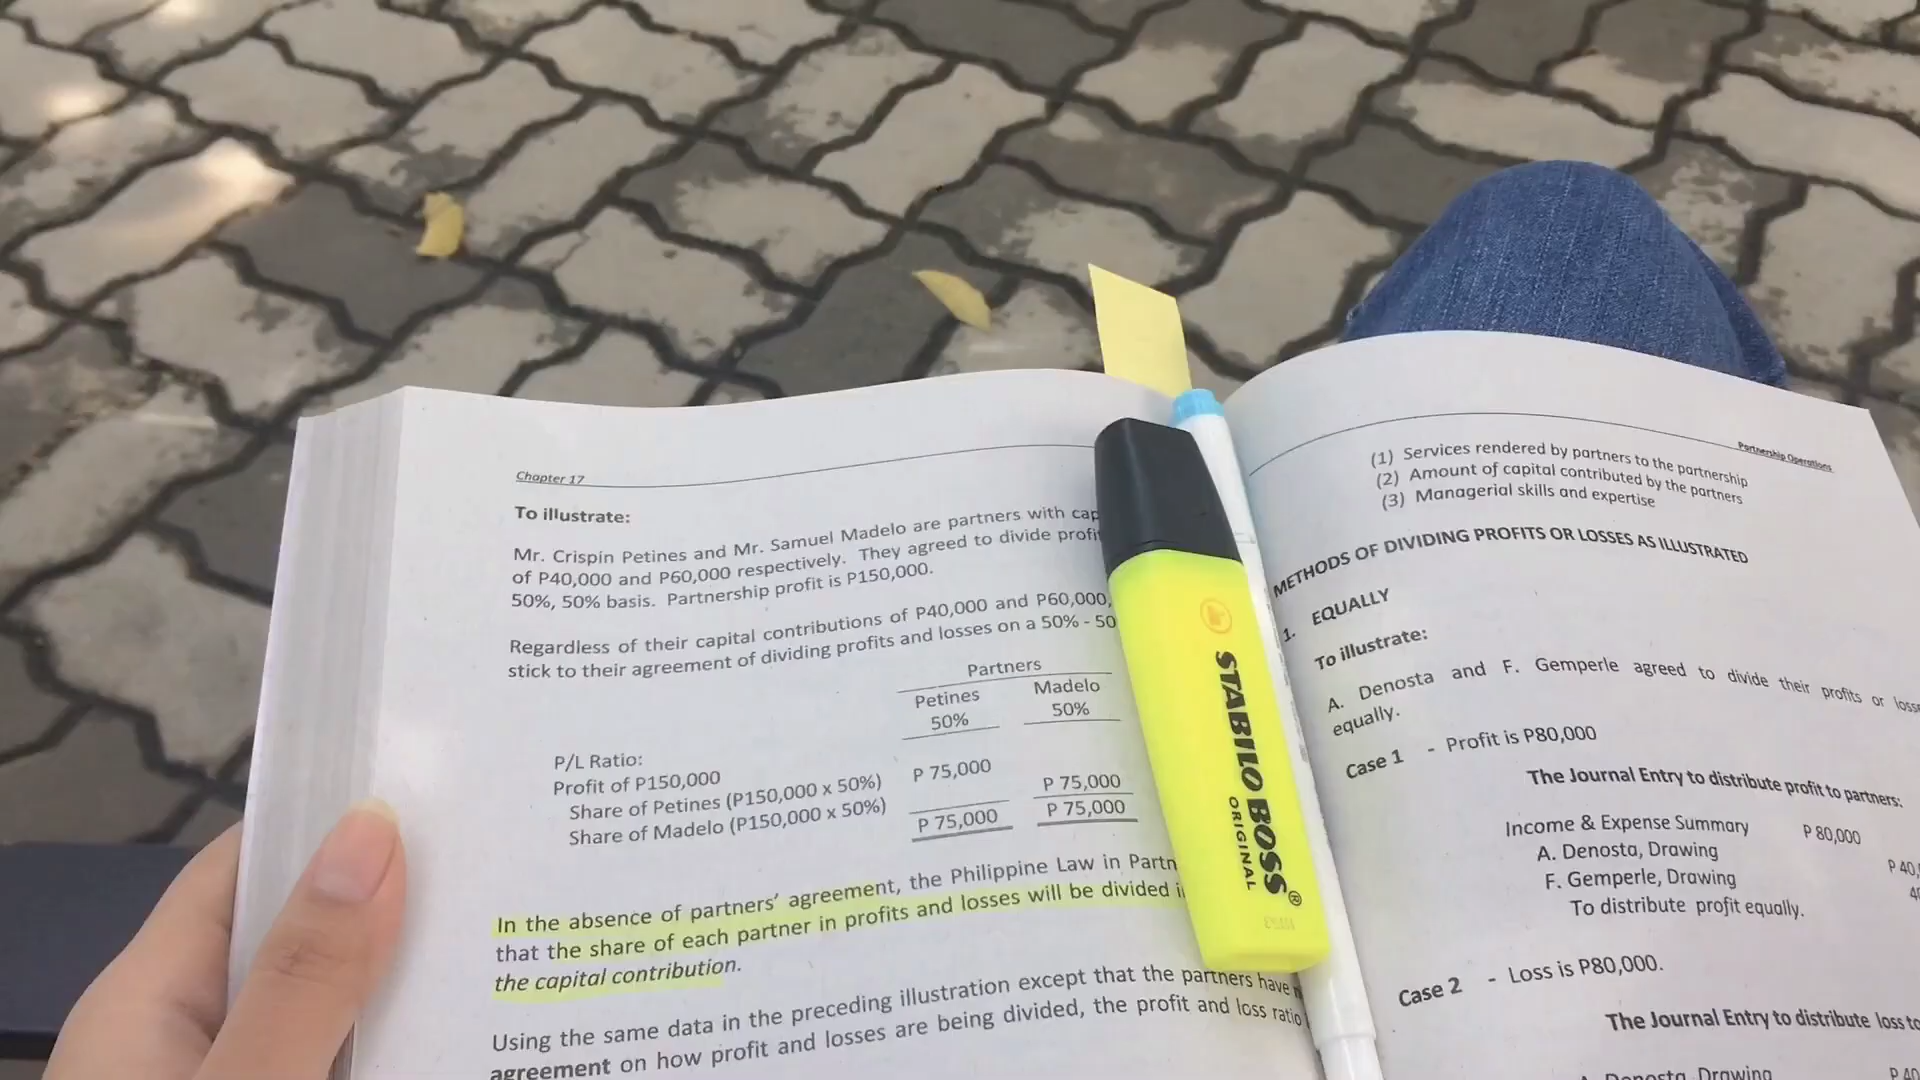 Chapter 17
To illustrate:
Mr. Crispin Petines and Mr. Samuel Madelo are partners with
of P40,000 and P60,000 respectively. They agreed to divide
50%, 50% basis. Partnership profit is P150,000.
Regardless of their capital contributions of P40,000 and P60,000,
stick to their agreement of dividing profits and losses on a 50% - 50
Partners
Petines Madelo
50% 50%
P/L Ratio:
Profit of P150,000
Share of Petines (P150,000 x 50%) P 75,000
Share of Madelo (P150,000 x 50%) P 75,000
P 75,000 P 75,000
In the absence of partners' agreement, the Philippine Law in
that the share of each partner in profits and losses will be divided
the capital contribution.
Using the same data in the preceding illustration except that the partners have
agreement on how profit and losses are being divided, the profit and loss ratio
STABILO BOSS®
ORIGINAL
Partnership Operations
(1) Services rendered by partners to the partnership
(2) Amount of capital contributed by the partners
(3) Managerial skills and expertise
METHODS OF DIVIDING PROFITS OR LOSSES AS ILLUSTRATED
1. EQUALLY
To illustrate:
A. Denosta and F. Gemperle agreed to divide their profits or
equally.
Case 1 - Profit is P80,000
The Journal Entry to distribute profit to partners:
Income & Expense Summary P 80,000
A. Denosta, Drawing P 40,
F. Gemperle, Drawing
To distribute profit equally.
Case 2 - Loss is P80,000.
The Journal Entry to distribute loss to
Denosta, Drawing P 40